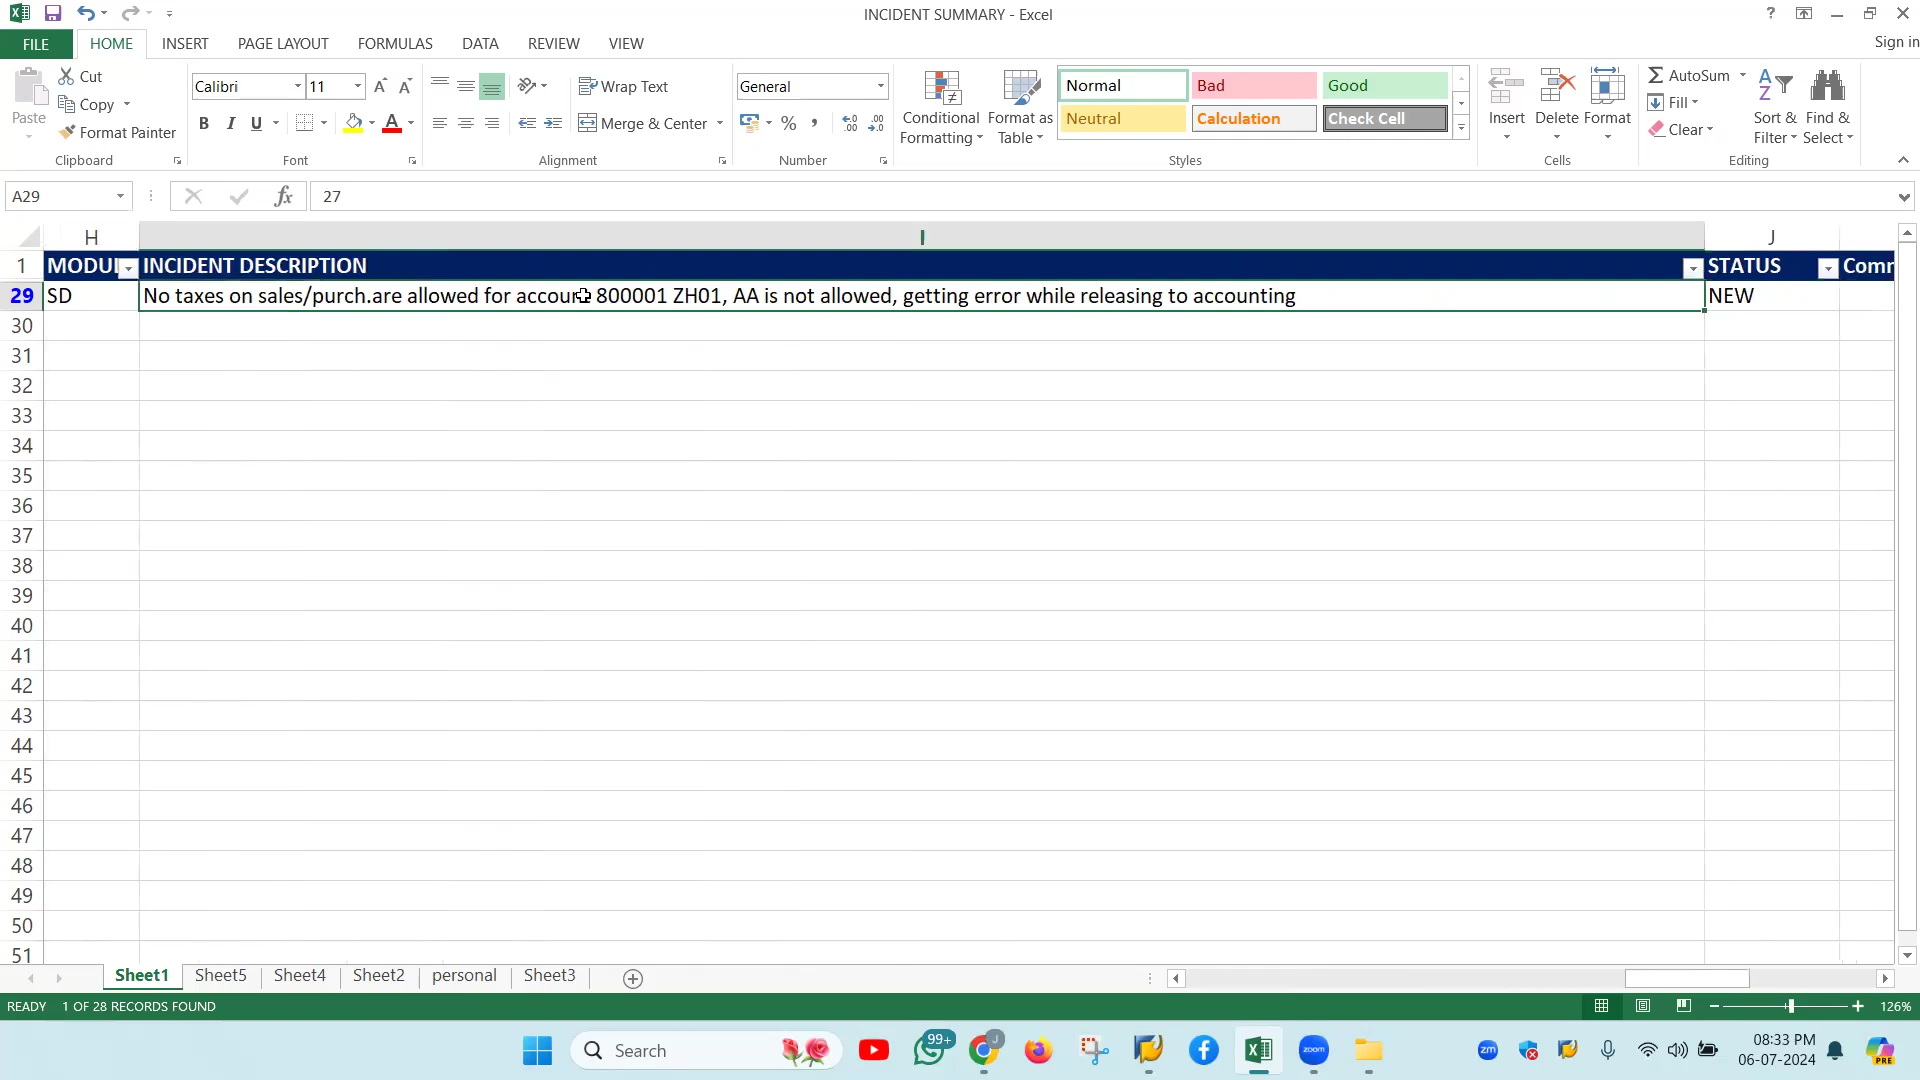 INCIDENT SUMMARY - Excel
?
FILE
HOME
INSERT
PAGE LAYOUT
FORMULAS
DATA
REVIEW
VIEW
Sign in
Paste
Cut
Copy
Format Painter
Clipboard
Calibri
11
A
A
B
I
U
A
Font
Wrap Text
Merge & Center
Alignment
General
%
,
Number
Conditional
Formatting
Format as
Table
Normal
Bad
Good
Neutral
Calculation
Check Cell
Styles
Insert
Delete
Format
Cells
AutoSum
Fill
Clear
Sort &
Filter
Find &
Select
Editing
A29
fx
27
H
I
J
1
INCIDENT DESCRIPTION
STATUS
29
SD
No taxes on sales/purch.are allowed for account 800001 ZH01, AA is not allowed, getting error while releasing to accounting
NEW
30
31
32
33
34
35
36
37
38
39
40
41
42
43
44
45
46
47
48
49
50
51
Sheet1
Sheet5
Sheet4
Sheet2
personal
Sheet3
READY
1 OF 28 RECORDS FOUND
126%
Search
99+
J
zoom
zm
08:33 PM
06-07-2024
PRE